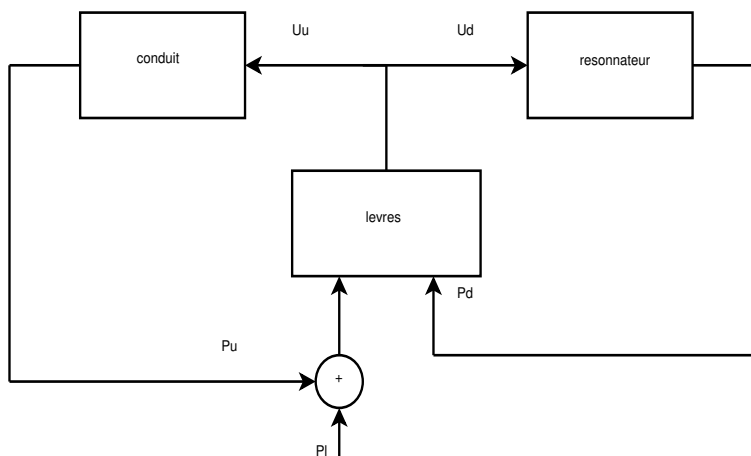 Uu
Ud
conduit
resonnateur
levres
Pd
Pu
+
Pl